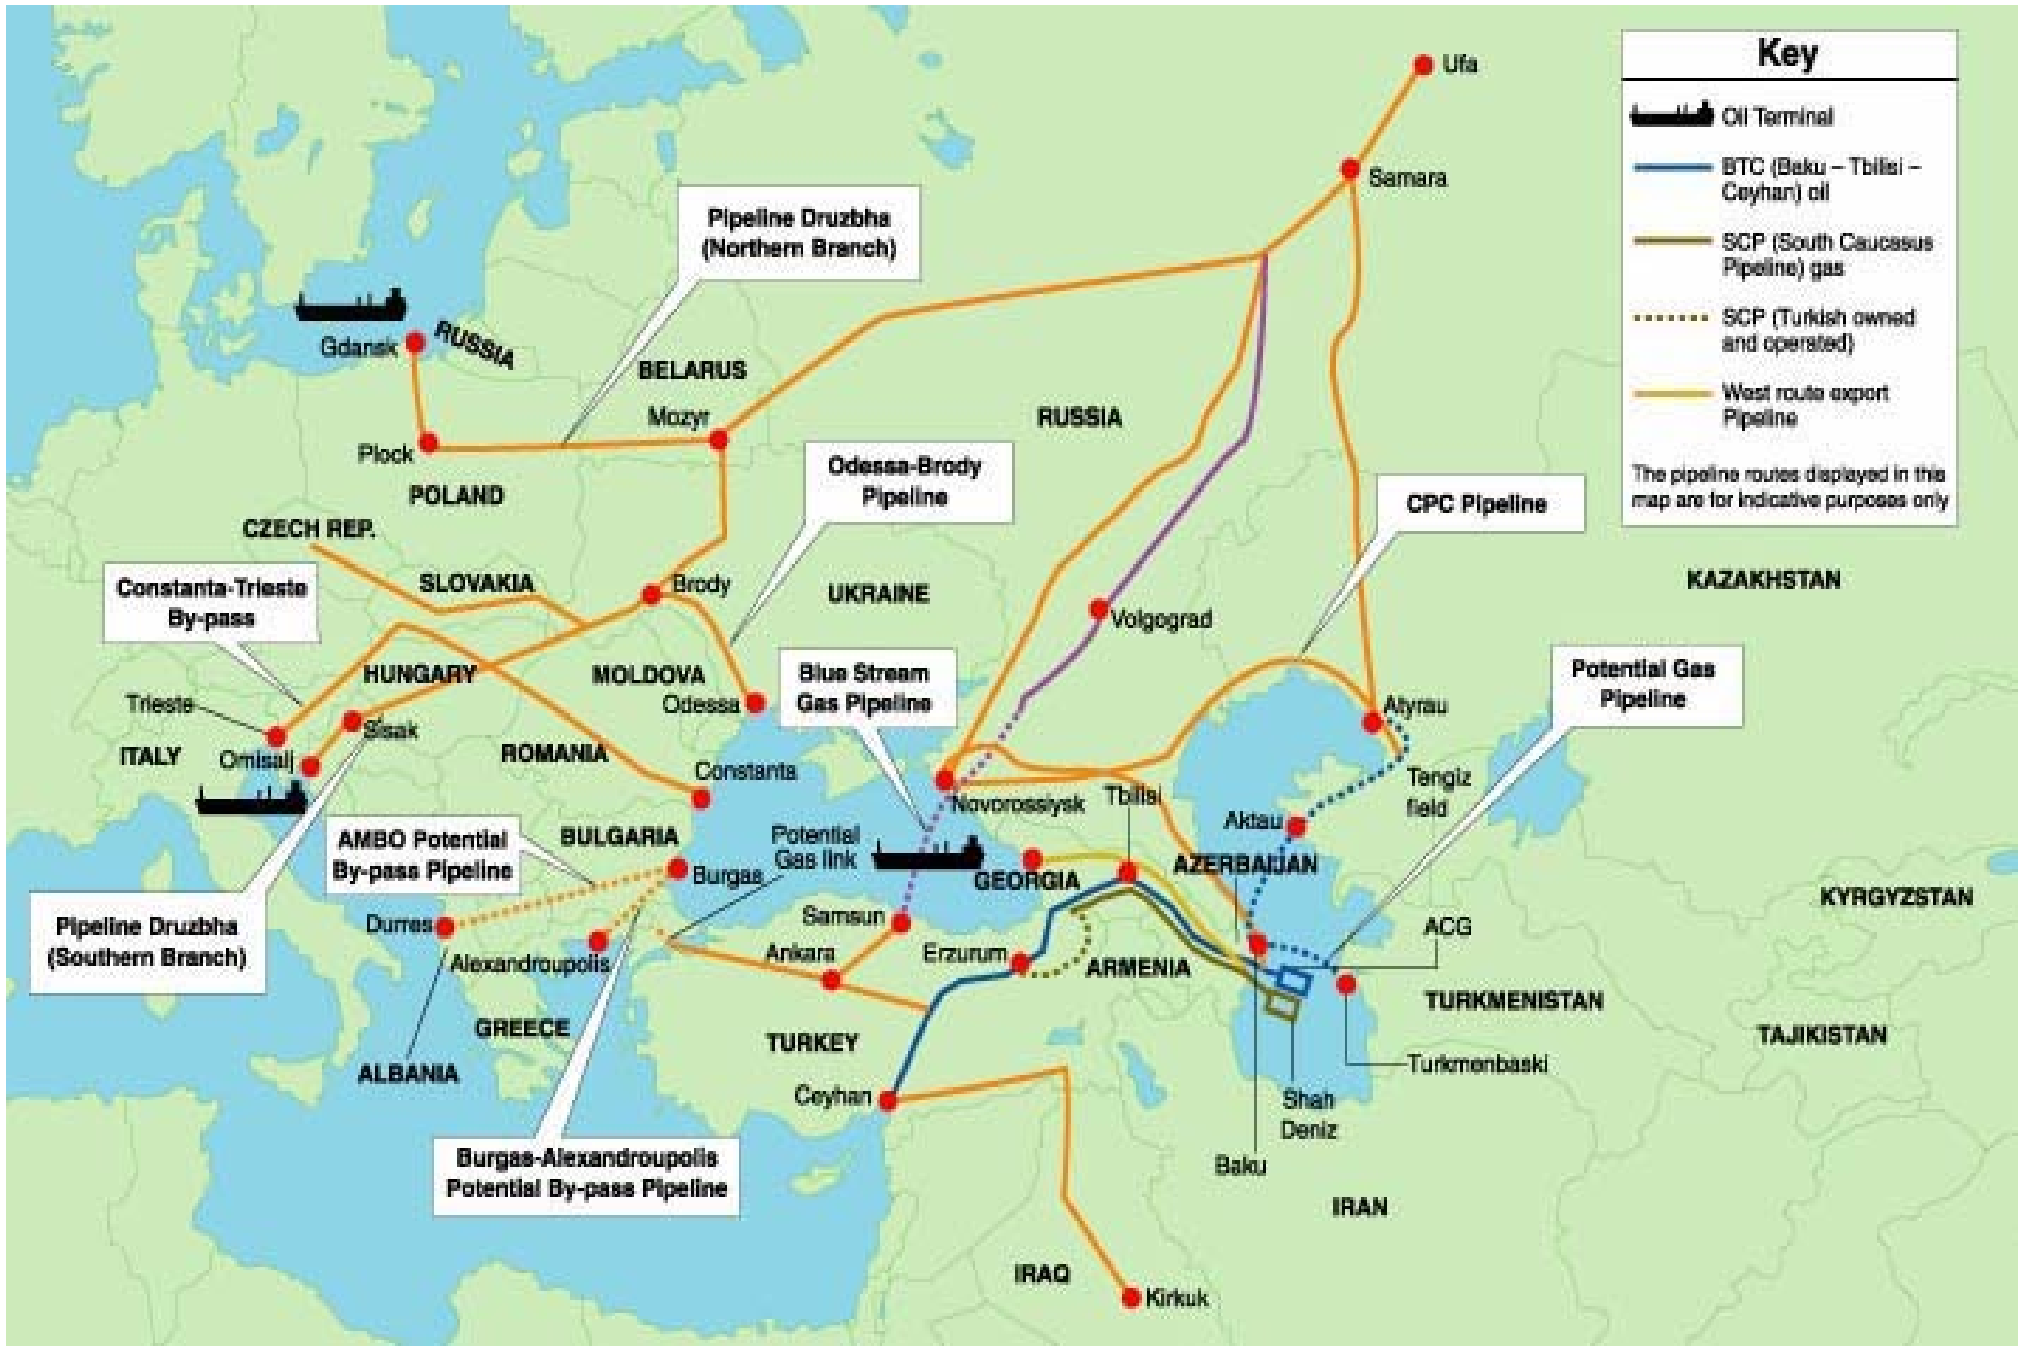 Key
Oil Terminal
BTC (Baku – Tbilisi –
Ceyhan) oil
SCP (South Caucasus
Pipeline) gas
SCP (Turkish owned
and operated)
West route export
Pipeline
The pipeline routes displayed in this
map are for indicative purposes only
Ufa
Samara
Pipeline Druzbha
(Northern Branch)
Gdansk
RUSSIA
BELARUS
Mozyr
RUSSIA
Plock
POLAND
Odessa-Brody
Pipeline
CPC Pipeline
CZECH REP.
Constanta-Trieste
By-pass
SLOVAKIA
Brody
UKRAINE
KAZAKHSTAN
Volgograd
HUNGARY
MOLDOVA
Blue Stream
Gas Pipeline
Potential Gas
Pipeline
Trieste
Odessa
Atyrau
Sisak
ITALY
Omisalj
ROMANIA
Constanta
Novorossiysk
Tbilisi
Tengiz
field
Aktau
AMBO Potential
By-pass Pipeline
BULGARIA
Potential
Gas link
Burgas
GEORGIA
AZERBAIJAN
KYRGYZSTAN
Pipeline Druzbha
(Southern Branch)
Durres
Samsun
ACG
Alexandroupolis
Ankara
Erzurum
ARMENIA
TURKMENISTAN
GREECE
TURKEY
TAJIKISTAN
ALBANIA
Turkmenbaski
Ceyhan
Shah
Deniz
Burgas-Alexandroupolis
Potential By-pass Pipeline
Baku
IRAN
IRAQ
Kirkuk